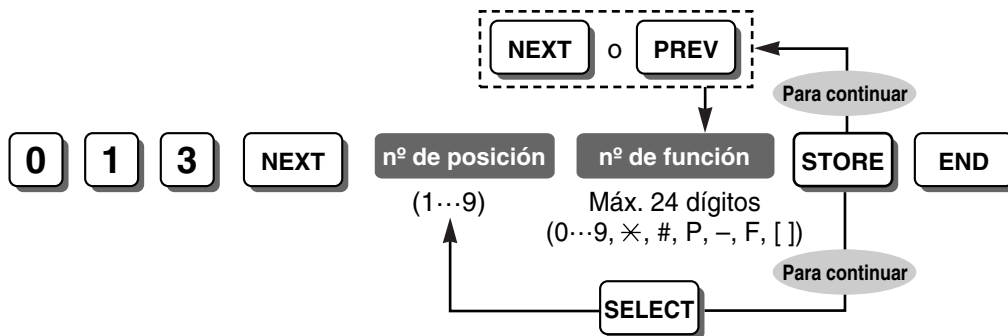 NEXT o PREV
Para continuar
0 1 3 NEXT nº de posición nº de función STORE END
(1···9) Máx. 24 dígitos
(0···9, ✳, #, P, –, F, [ ])
Para continuar
SELECT